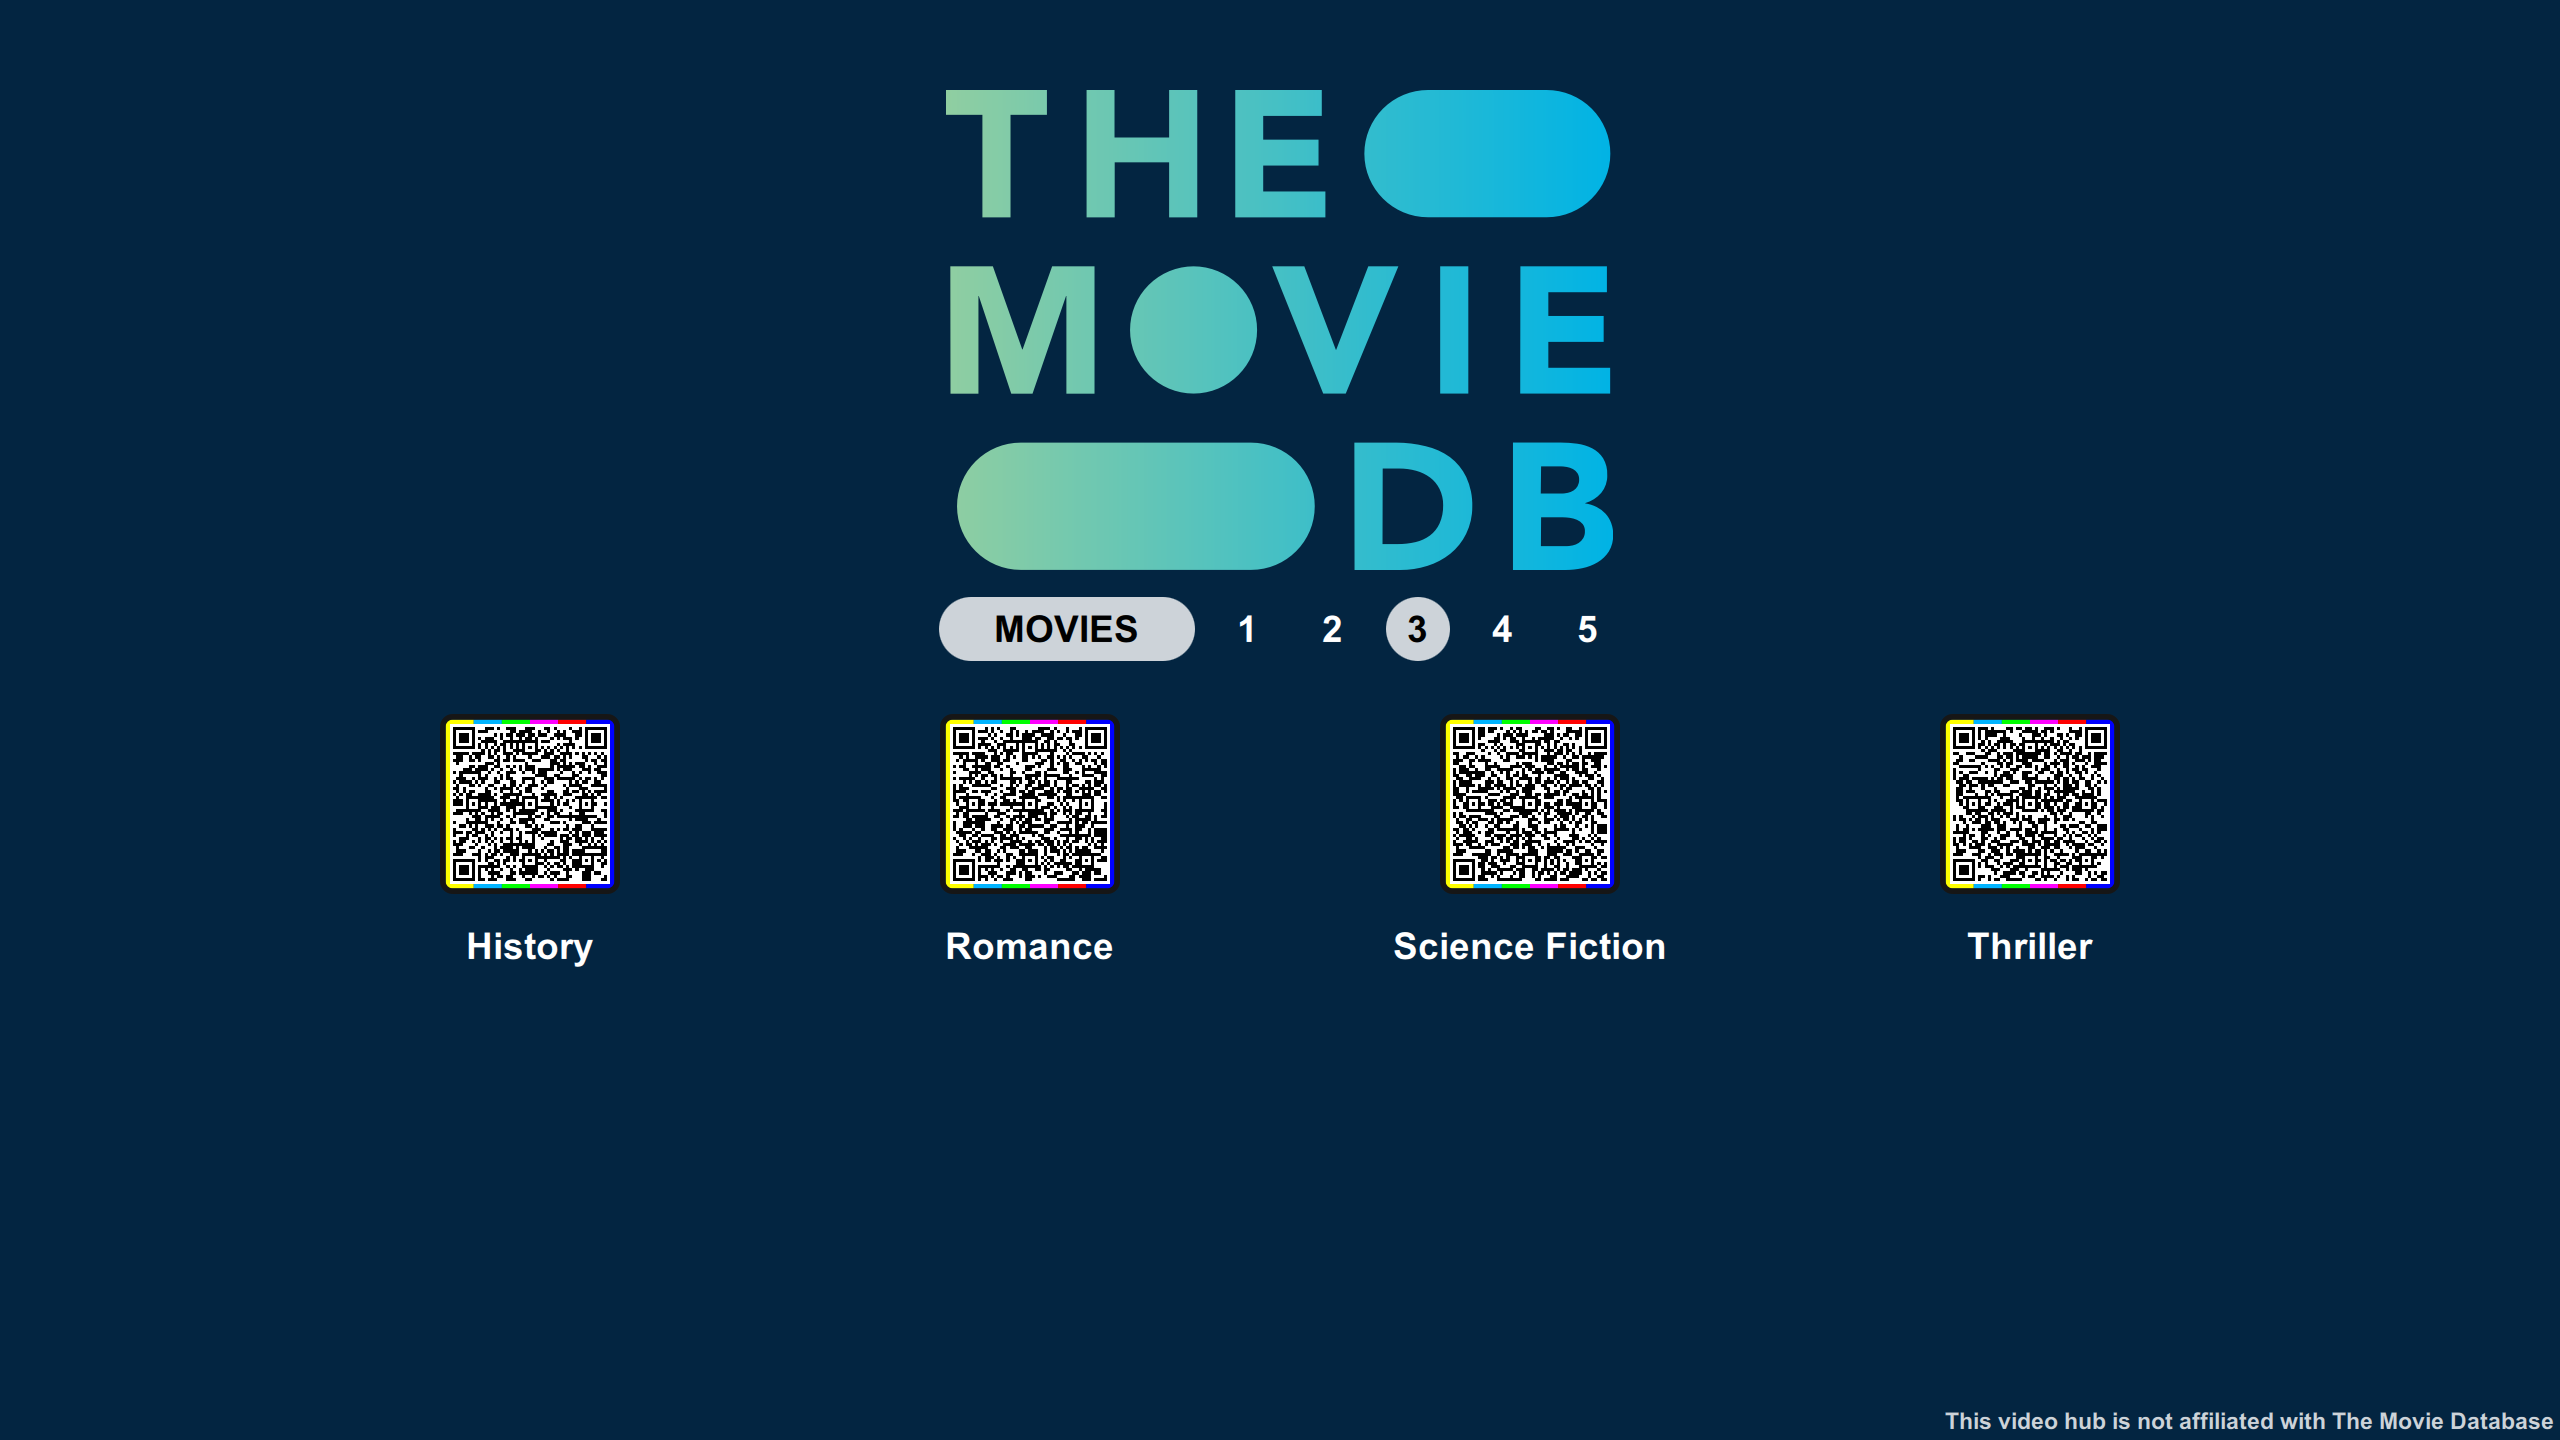 THE
MOVIE
DB
MOVIES 1 2 3 4 5
History Romance Science Fiction Thriller
This video hub is not affiliated with The Movie Database